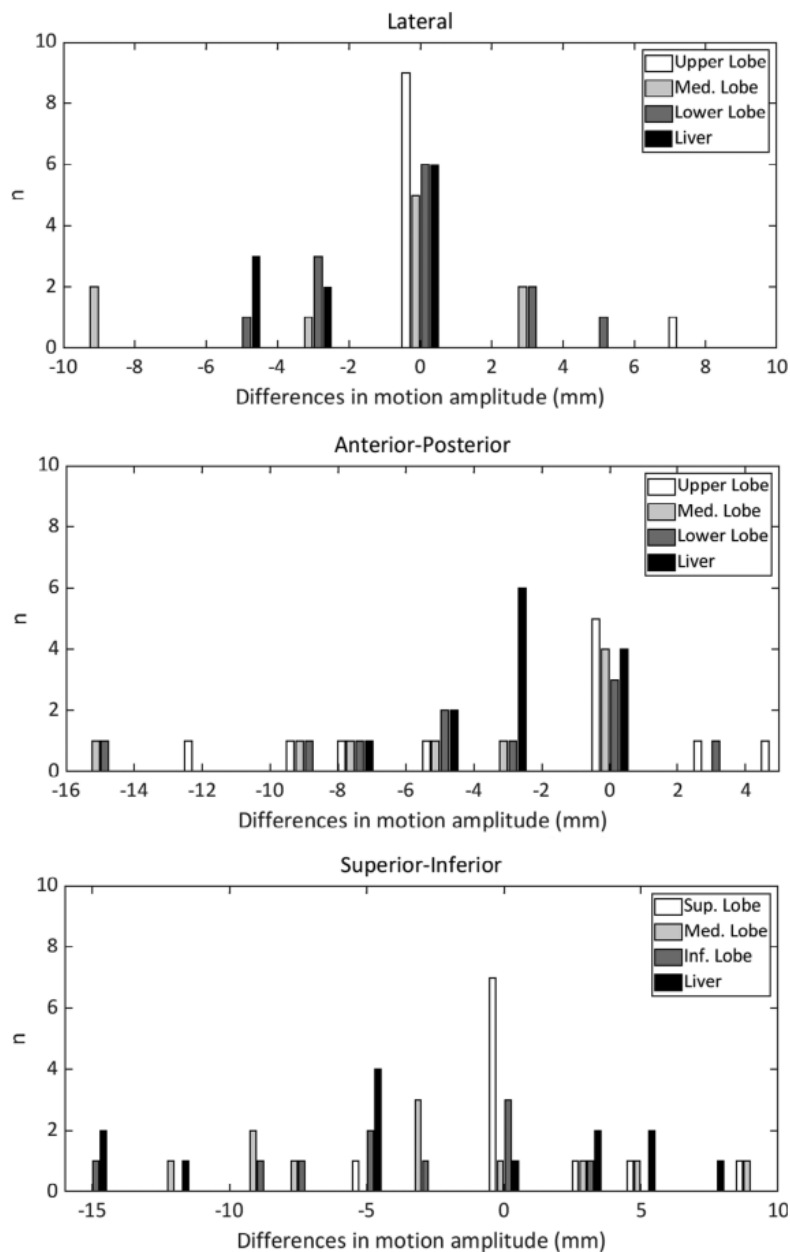 Lateral
10
8
6
4
2
0
n
Upper Lobe
Med. Lobe
Lower Lobe
Liver
-10 -8 -6 -4 -2 0 2 4 6 8 10
Differences in motion amplitude (mm)
Anterior-Posterior
10
8
6
4
2
0
n
Upper Lobe
Med. Lobe
Lower Lobe
Liver
-16 -14 -12 -10 -8 -6 -4 -2 0 2 4
Differences in motion amplitude (mm)
Superior-Inferior
10
8
6
4
2
0
n
Sup. Lobe
Med. Lobe
Inf. Lobe
Liver
-15 -10 -5 0 5 10
Differences in motion amplitude (mm)